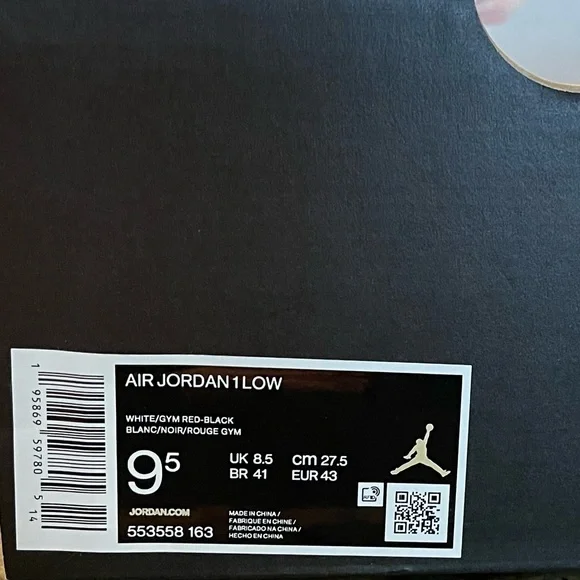 AIR JORDAN 1 LOW
WHITE/GYM RED-BLACK
BLANC/NOIR/ROUGE GYM
9⁵
UK 8.5
cm 27.5
BR 41
EUR 43
JORDAN.COM
553558 163
MADE IN CHINA /
FABRIQUE EN CHINE /
FABRICADO NA CHINA /
HECHO EN CHINA
1 95869 59780 5 14